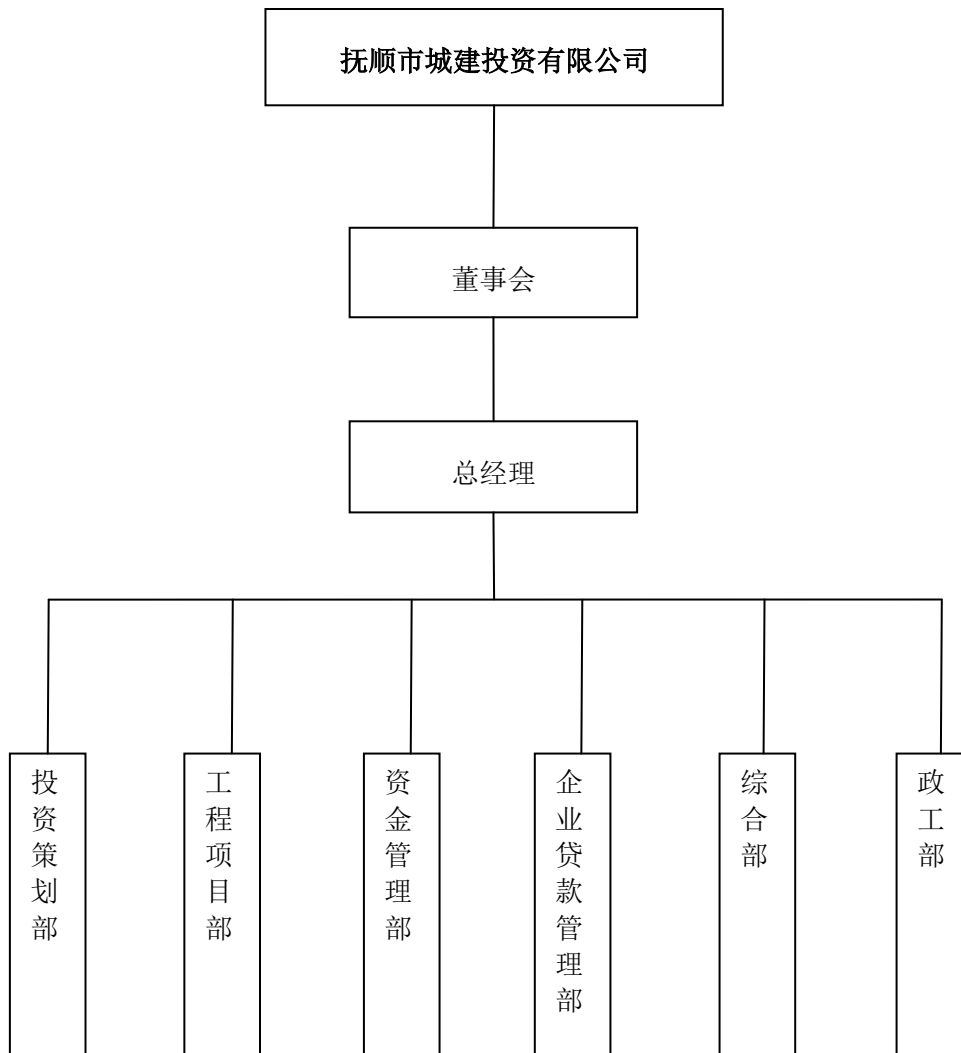 抚顺市城建投资有限公司
董事会
总经理
投资策划部
工程项目部
资金管理部
企业贷款管理部
综合部
政工部